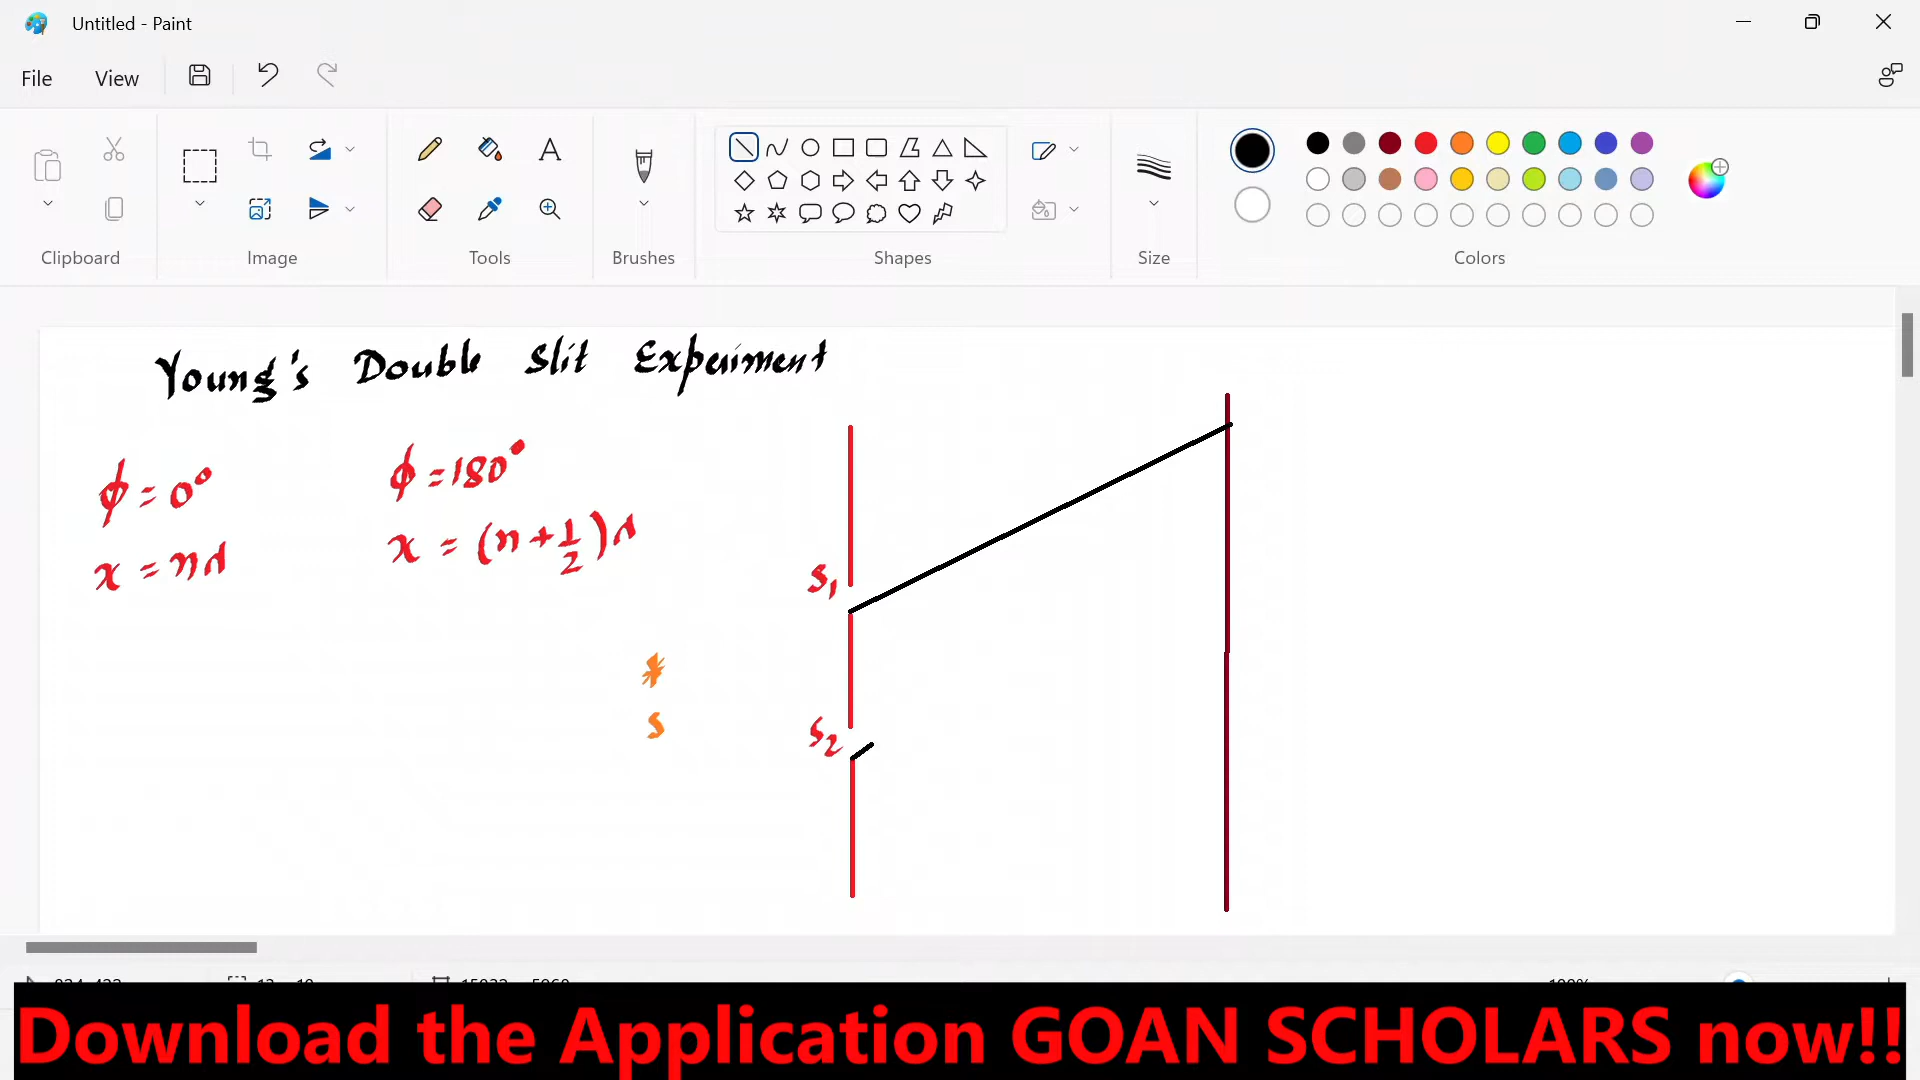 Untitled - Paint
File View
Clipboard
Image
Tools
Brushes
Shapes
Size
Colors
Young's Double Slit Experiment
ϕ = 0°
x = nλ
ϕ = 180°
x = (n + 1/2)λ
S₁
S
S₂
Download the Application GOAN SCHOLARS now!!